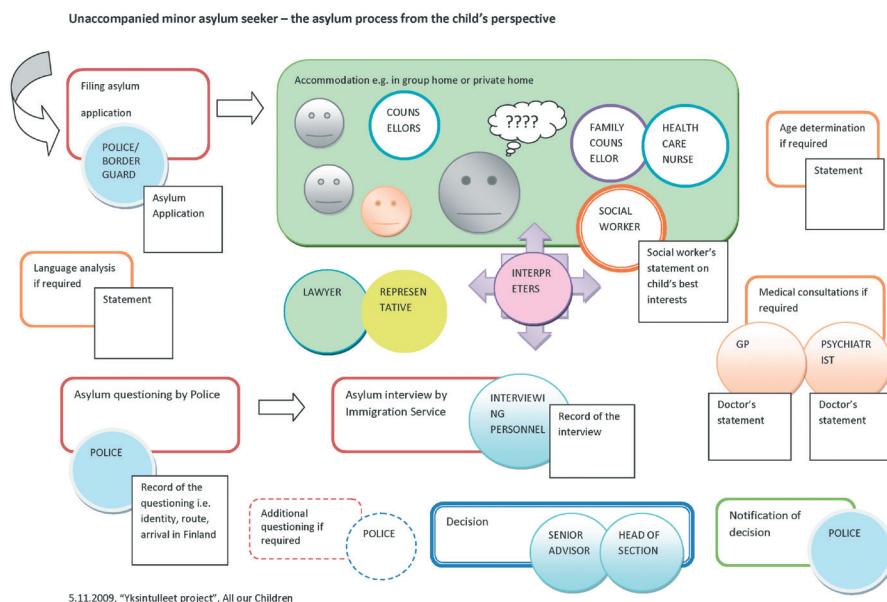 Unaccompanied minor asylum seeker – the asylum process from the child's perspective
Filing asylum
application
POLICE/
BORDER
GUARD
Asylum
Application
Accommodation e.g. in group home or private home
COUNS
ELLORS
????
FAMILY
COUNS
ELLOR
HEALTH
CARE
NURSE
SOCIAL
WORKER
Social worker's
statement on
child's best
interests
Age determination
if required
Statement
Language analysis
if required
Statement
LAWYER
REPRESEN
TATIVE
INTERPR
ETERS
Medical consultations if
required
GP
PSYCHIATR
IST
Doctor's
statement
Doctor's
statement
Asylum questioning by Police
POLICE
Record of the
questioning i.e.
identity, route,
arrival in Finland
Asylum interview by
Immigration Service
INTERVIEWI
NG
PERSONNEL
Record of the
interview
Additional
questioning if
required
POLICE
Decision
SENIOR
ADVISOR
HEAD OF
SECTION
Notification of
decision
POLICE
5.11.2009, "Yksintulleet project", All our Children